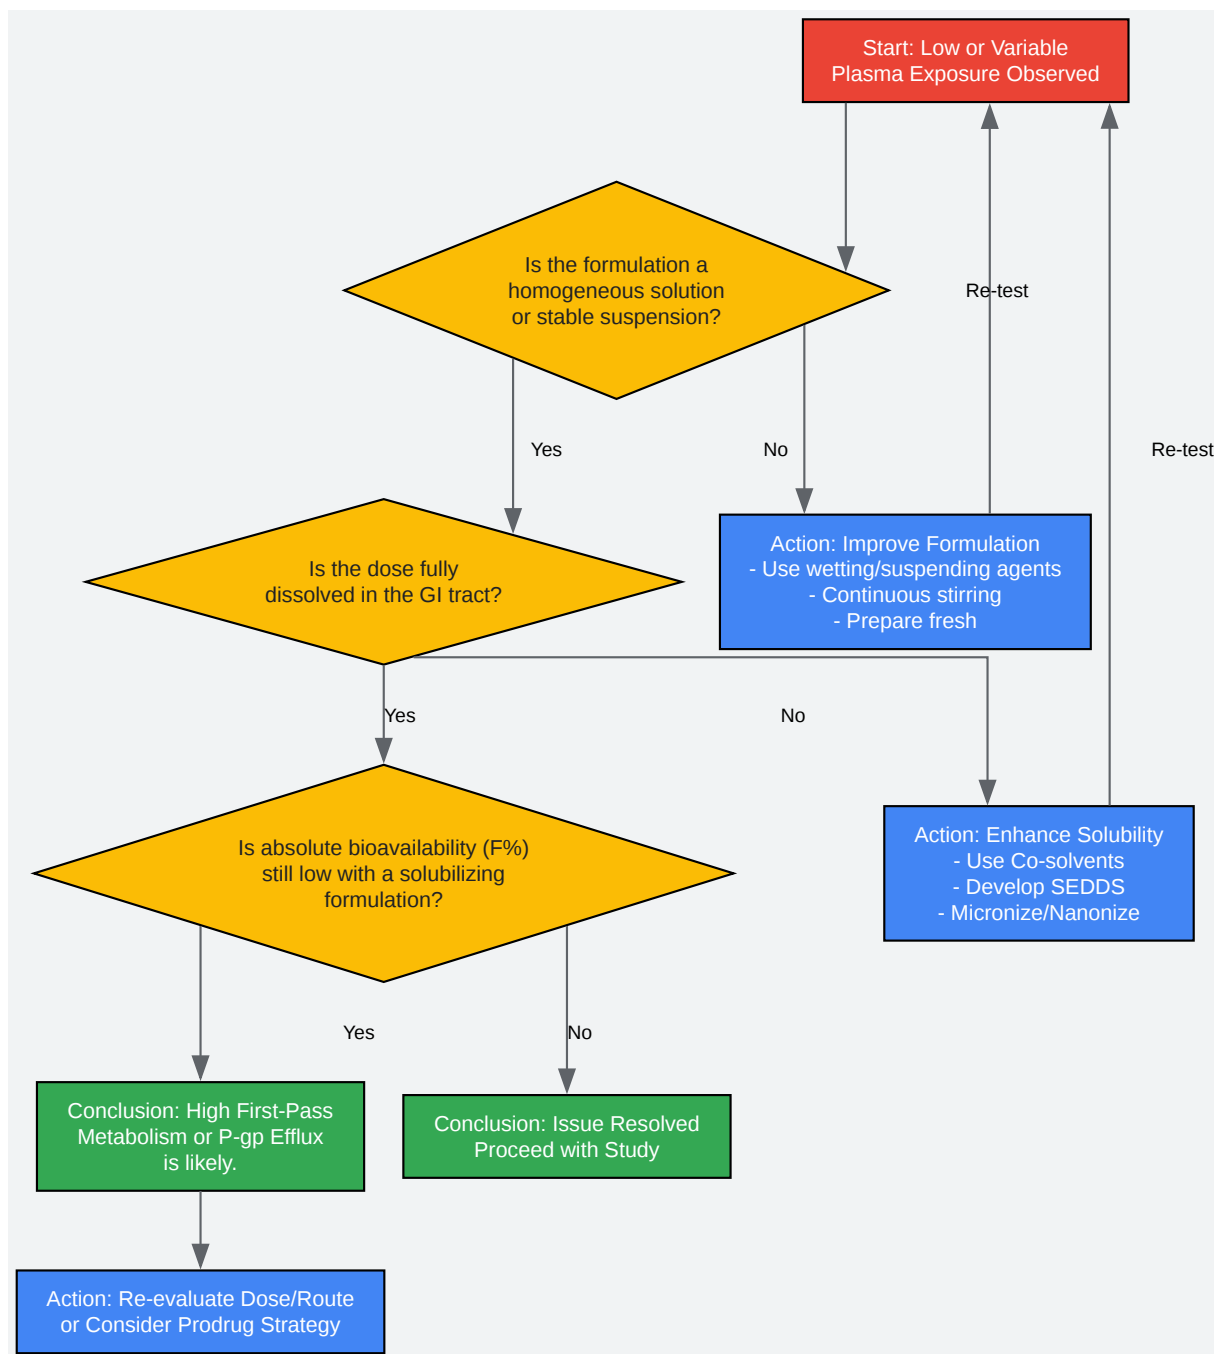 Start: Low or Variable
Plasma Exposure Observed
Is the formulation a
homogeneous solution
or stable suspension?
Re-test
Yes
No
Re-test
Is the dose fully
dissolved in the GI tract?
Action: Improve Formulation
- Use wetting/suspending agents
- Continuous stirring
- Prepare fresh
Yes
No
Is absolute bioavailability (F%)
still low with a solubilizing
formulation?
Action: Enhance Solubility
- Use Co-solvents
- Develop SEDDS
- Micronize/Nanonize
Yes
No
Conclusion: High First-Pass
Metabolism or P-gp Efflux
is likely.
Conclusion: Issue Resolved
Proceed with Study
Action: Re-evaluate Dose/Route
or Consider Prodrug Strategy